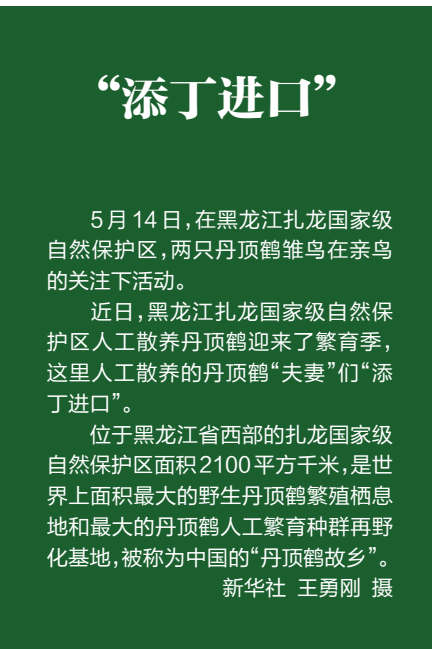 “添丁进口”
5月14日，在黑龙江扎龙国家级
自然保护区，两只丹顶鹤雏鸟在亲鸟
的关注下活动。
近日，黑龙江扎龙国家级自然保
护区人工散养丹顶鹤迎来了繁育季，
这里人工散养的丹顶鹤“夫妻”们“添
丁进口”。
位于黑龙江省西部的扎龙国家级
自然保护区面积2100平方千米，是世
界上面积最大的野生丹顶鹤繁殖栖息
地和最大的丹顶鹤人工繁育种群再野
化基地，被称为中国的“丹顶鹤故乡”。
新华社 王勇刚 摄